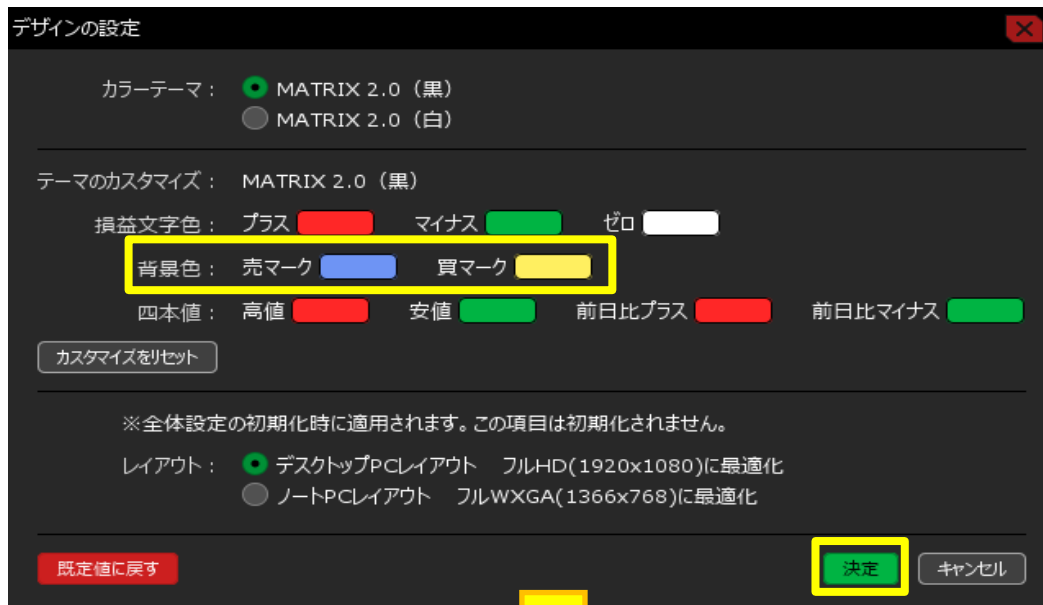 デザインの設定
カラーテーマ： MATRIX 2.0（黒）
MATRIX 2.0（白）
テーマのカスタマイズ： MATRIX 2.0（黒）
損益文字色： プラス マイナス ゼロ
背景色： 売マーク 買マーク
四本値： 高値 安値 前日比プラス 前日比マイナス
カスタマイズをリセット
※全体設定の初期化時に適用されます。この項目は初期化されません。
レイアウト： デスクトップPCレイアウト フルHD(1920x1080)に最適化
ノートPCレイアウト フルWXGA(1366x768)に最適化
既定値に戻す 決定 キャンセル